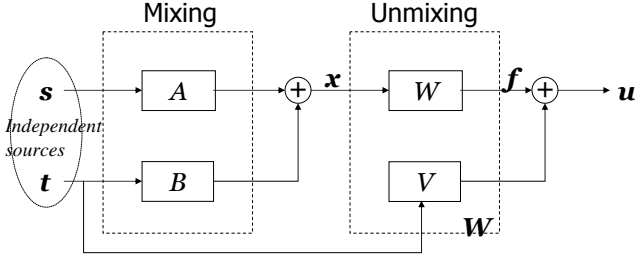 Mixing
Unmixing
s
A
+
x
W
f
+
u
Independent
sources
t
B
V
W